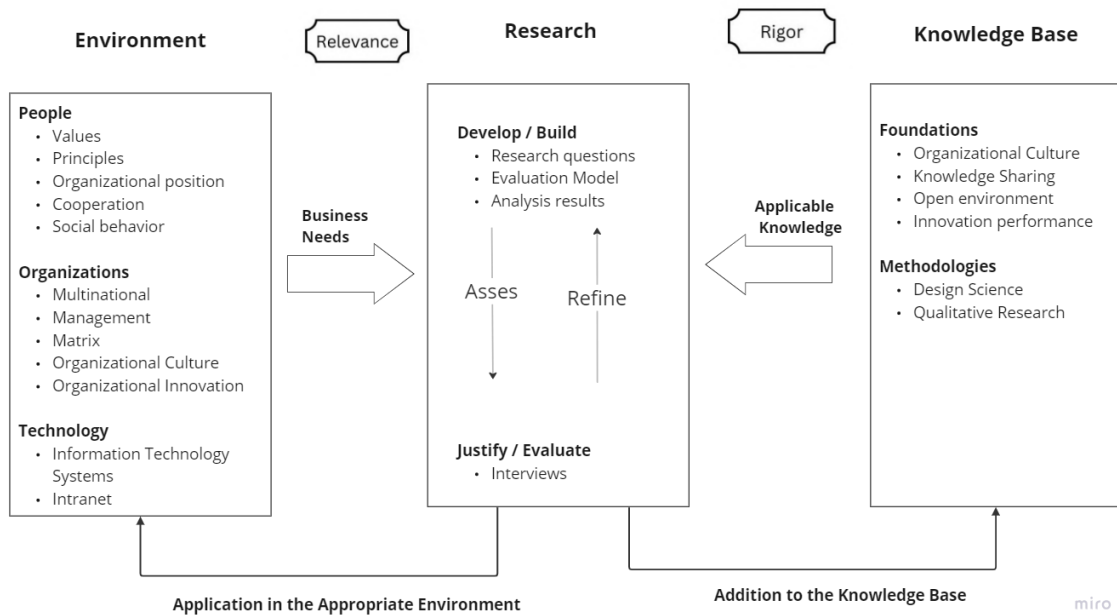 Environment
Relevance
Research
Rigor
Knowledge Base
People
• Values
• Principles
• Organizational position
• Cooperation
• Social behavior
Organizations
• Multinational
• Management
• Matrix
• Organizational Culture
• Organizational Innovation
Technology
• Information Technology
Systems
• Intranet
Business
Needs
Develop / Build
• Research questions
• Evaluation Model
• Analysis results
Asses
Refine
Justify / Evaluate
• Interviews
Applicable
Knowledge
Foundations
• Organizational Culture
• Knowledge Sharing
• Open environment
• Innovation performance
Methodologies
• Design Science
• Qualitative Research
Application in the Appropriate Environment
Addition to the Knowledge Base
miro